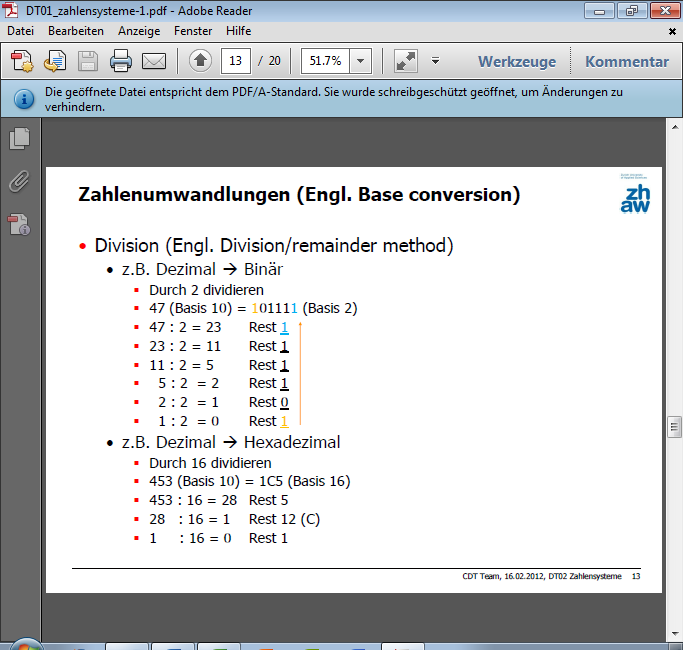 DT01_zahlensysteme-1.pdf - Adobe Reader
Datei Bearbeiten Anzeige Fenster Hilfe
13 / 20 51.7% Werkzeuge Kommentar
Die geöffnete Datei entspricht dem PDF/A-Standard. Sie wurde schreibgeschützt geöffnet, um Änderungen zu
verhindern.
Zahlenumwandlungen (Engl. Base conversion)
zh
aw
• Division (Engl. Division/remainder method)
• z.B. Dezimal → Binär
▪ Durch 2 dividieren
▪ 47 (Basis 10) = 101111 (Basis 2)
▪ 47 : 2 = 23 Rest 1
▪ 23 : 2 = 11 Rest 1
▪ 11 : 2 = 5 Rest 1
▪ 5 : 2 = 2 Rest 1
▪ 2 : 2 = 1 Rest 0
▪ 1 : 2 = 0 Rest 1
• z.B. Dezimal → Hexadezimal
▪ Durch 16 dividieren
▪ 453 (Basis 10) = 1C5 (Basis 16)
▪ 453 : 16 = 28 Rest 5
▪ 28 : 16 = 1 Rest 12 (C)
▪ 1 : 16 = 0 Rest 1
CDT Team, 16.02.2012, DT02 Zahlensysteme 13